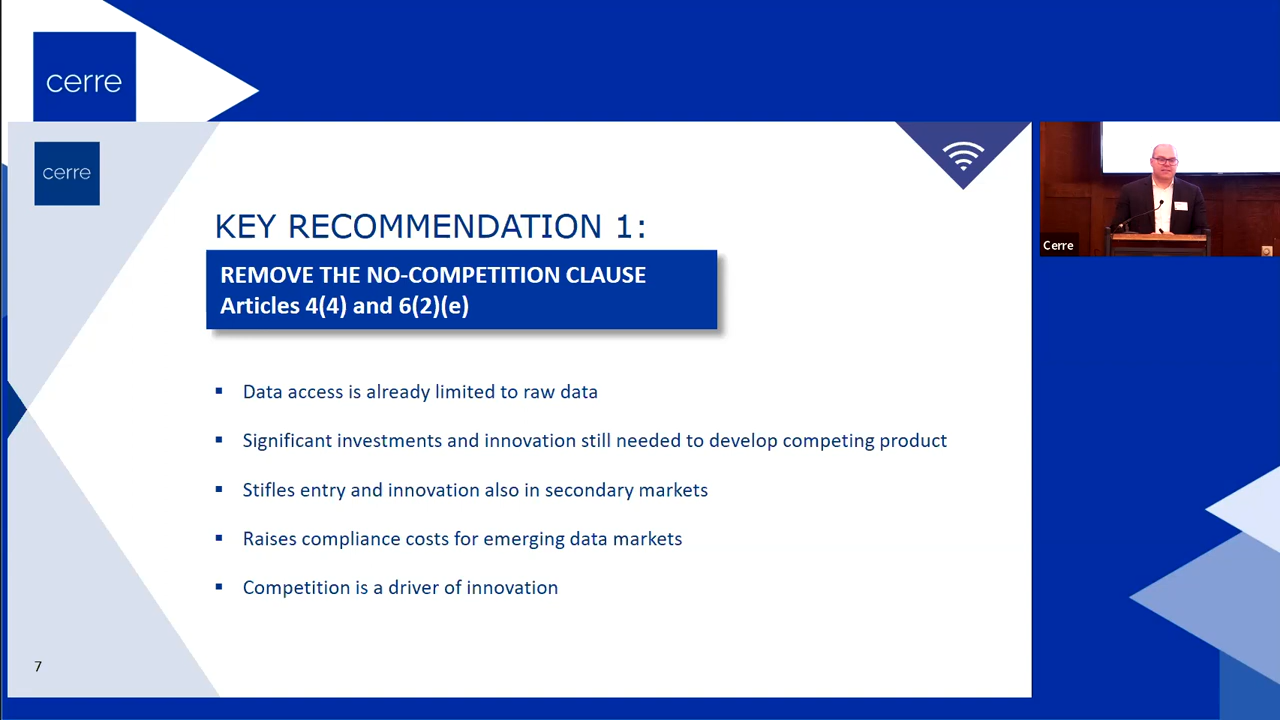 cerre
cerre
KEY RECOMMENDATION 1:
REMOVE THE NO-COMPETITION CLAUSE
Articles 4(4) and 6(2)(e)
▪ Data access is already limited to raw data
▪ Significant investments and innovation still needed to develop competing product
▪ Stifles entry and innovation also in secondary markets
▪ Raises compliance costs for emerging data markets
▪ Competition is a driver of innovation
7
Cerre